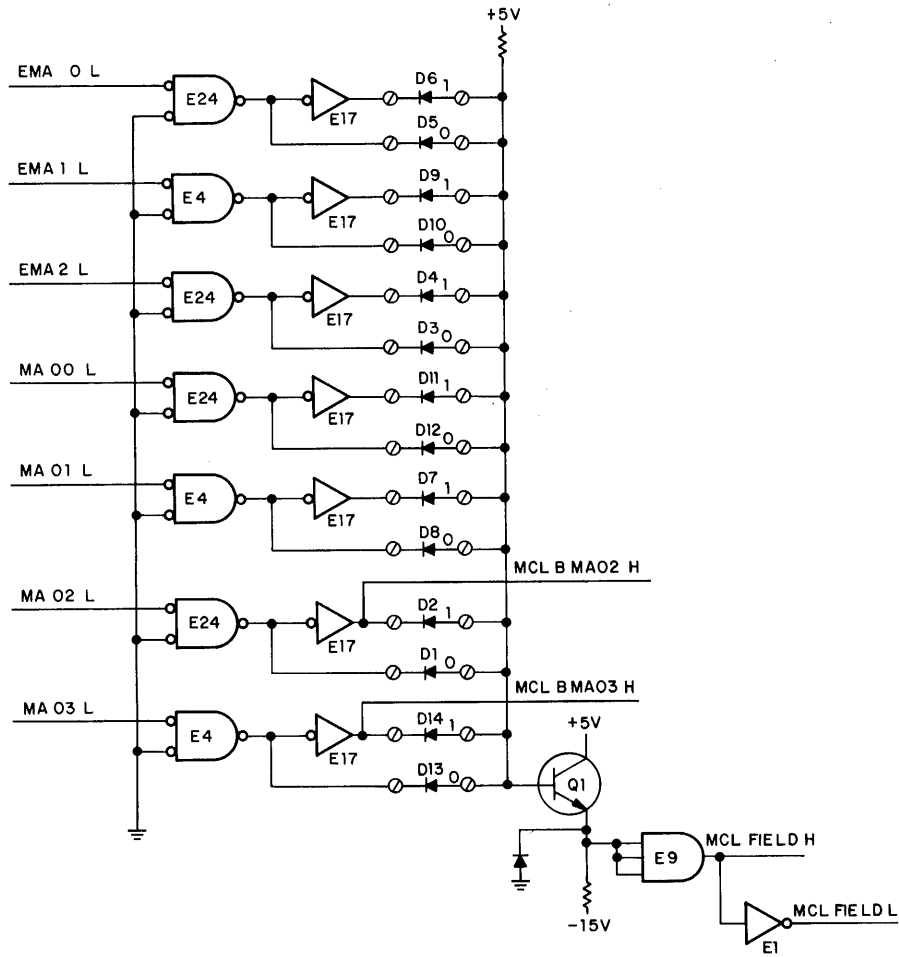 +5V
EMA 0 L
E24
E17
D6 1
D5 0
EMA 1 L
E4
E17
D9 1
D10 0
EMA 2 L
E24
E17
D4 1
D3 0
MA 00 L
E24
E17
D11 1
D12 0
MA 01 L
E4
E17
D7 1
D8 0
MCL B MA02 H
MA 02 L
E24
E17
D2 1
D1 0
MCL B MA03 H
MA 03 L
E4
E17
D14 1
D13 0
+5V
Q1
E9
MCL FIELD H
-15V
E1
MCL FIELD L